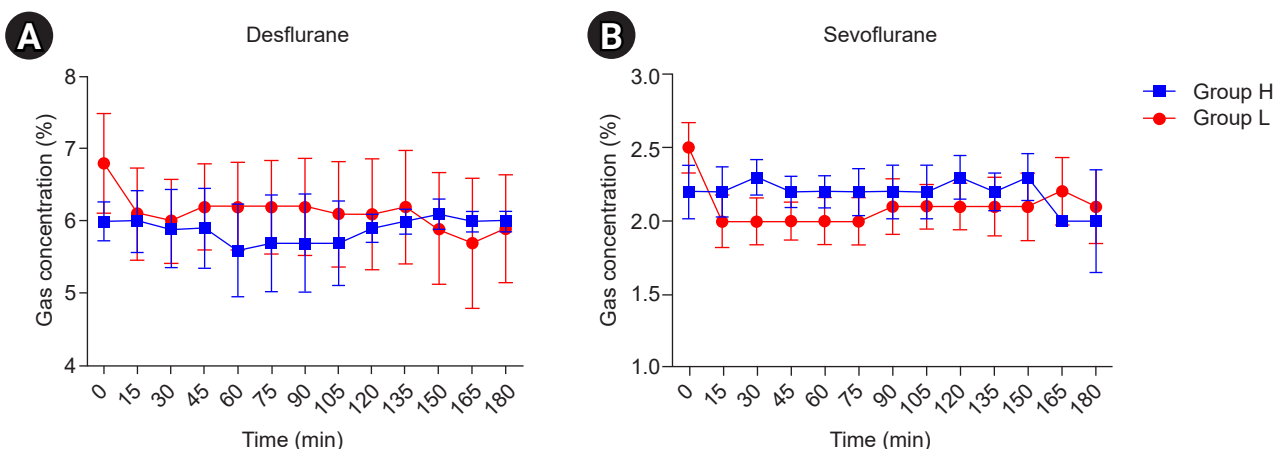 A
Desflurane
Gas concentration (%)
8
7
6
5
4
0 15 30 45 60 75 90 105 120 135 150 165 180
Time (min)
B
Sevoflurane
Gas concentration (%)
3.0
2.5
2.0
1.5
1.0
0 15 30 45 60 75 90 105 120 135 150 165 180
Time (min)
Group H
Group L